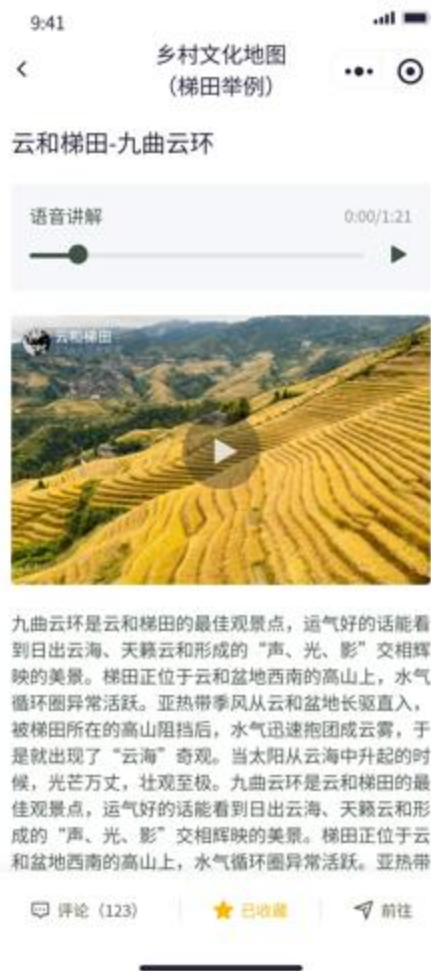 9:41
乡村文化地图
（梯田举例）
云和梯田-九曲云环
语音讲解
0:00/1:21
云和梯田
九曲云环是云和梯田的最佳观景点，运气好的话能看
到日出云海、天籁云和形成的“声、光、影”交相辉
映的美景。梯田正位于云和盆地西南的高山上，水气
循环圈异常活跃。亚热带季风从云和盆地长驱直入，
被梯田所在的高山阻挡后，水气迅速抱团成云雾，于
是就出现了“云海”奇观。当太阳从云海中升起的时
候，光芒万丈，壮观至极。九曲云环是云和梯田的最
佳观景点，运气好的话能看到日出云海、天籁云和形
成的“声、光、影”交相辉映的美景。梯田正位于云
和盆地西南的高山上，水气循环圈异常活跃。亚热带
评论（123）
已收藏
前往